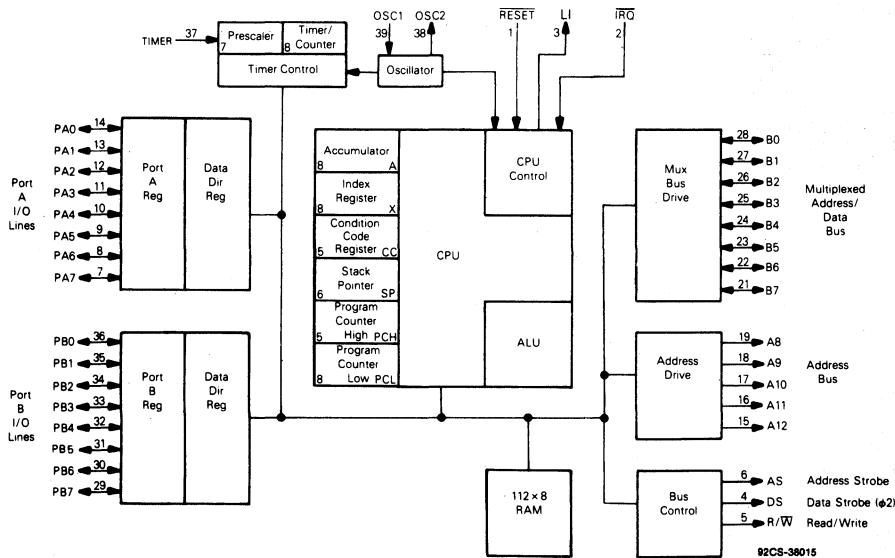 OSC1 OSC2 RESET LI IRQ
39 38 1 3 2
TIMER 37
Prescaler
7
Timer/
Counter
8
Timer Control
Oscillator
Port
A
I/O
Lines
PA0 14
PA1 13
PA2 12
PA3 11
PA4 10
PA5 9
PA6 8
PA7 7
Port
A
Reg
Data
Dir
Reg
Accumulator
8 A
Index
Register
8 X
Condition
Code
Register
5 CC
Stack
Pointer
6 SP
Program
Counter
High
5 PCH
Program
Counter
Low
8 PCL
CPU
CPU
Control
ALU
Mux
Bus
Drive
28 B0
27 B1
26 B2
25 B3
24 B4
23 B5
22 B6
21 B7
Multiplexed
Address/
Data
Bus
Port
B
I/O
Lines
PB0 36
PB1 35
PB2 34
PB3 33
PB4 32
PB5 31
PB6 30
PB7 29
Port
B
Reg
Data
Dir
Reg
Address
Drive
19 A8
18 A9
17 A10
16 A11
15 A12
Address
Bus
112×8
RAM
Bus
Control
6 AS Address Strobe
4 DS Data Strobe (ϕ2)
5 R/W̅ Read/Write
92CS-38015